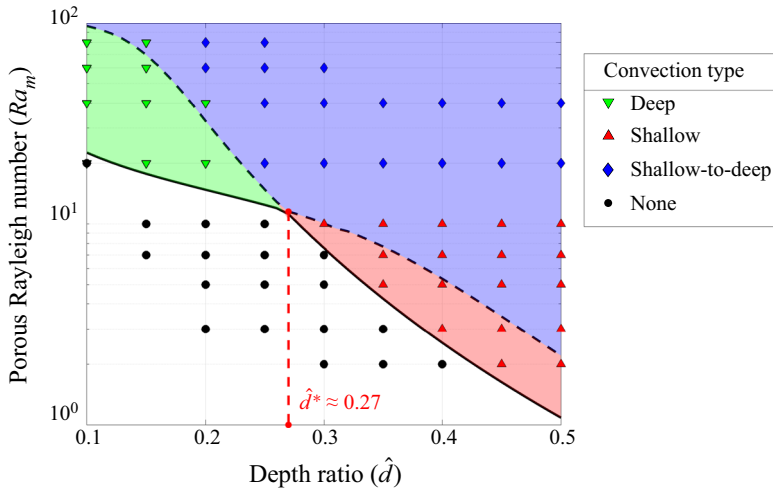 10²
10¹
10⁰
Porous Rayleigh number (Ra_m)
d̂* ≈ 0.27
0.1 0.2 0.3 0.4 0.5
Depth ratio (d̂)
Convection type
Deep
Shallow
Shallow-to-deep
None